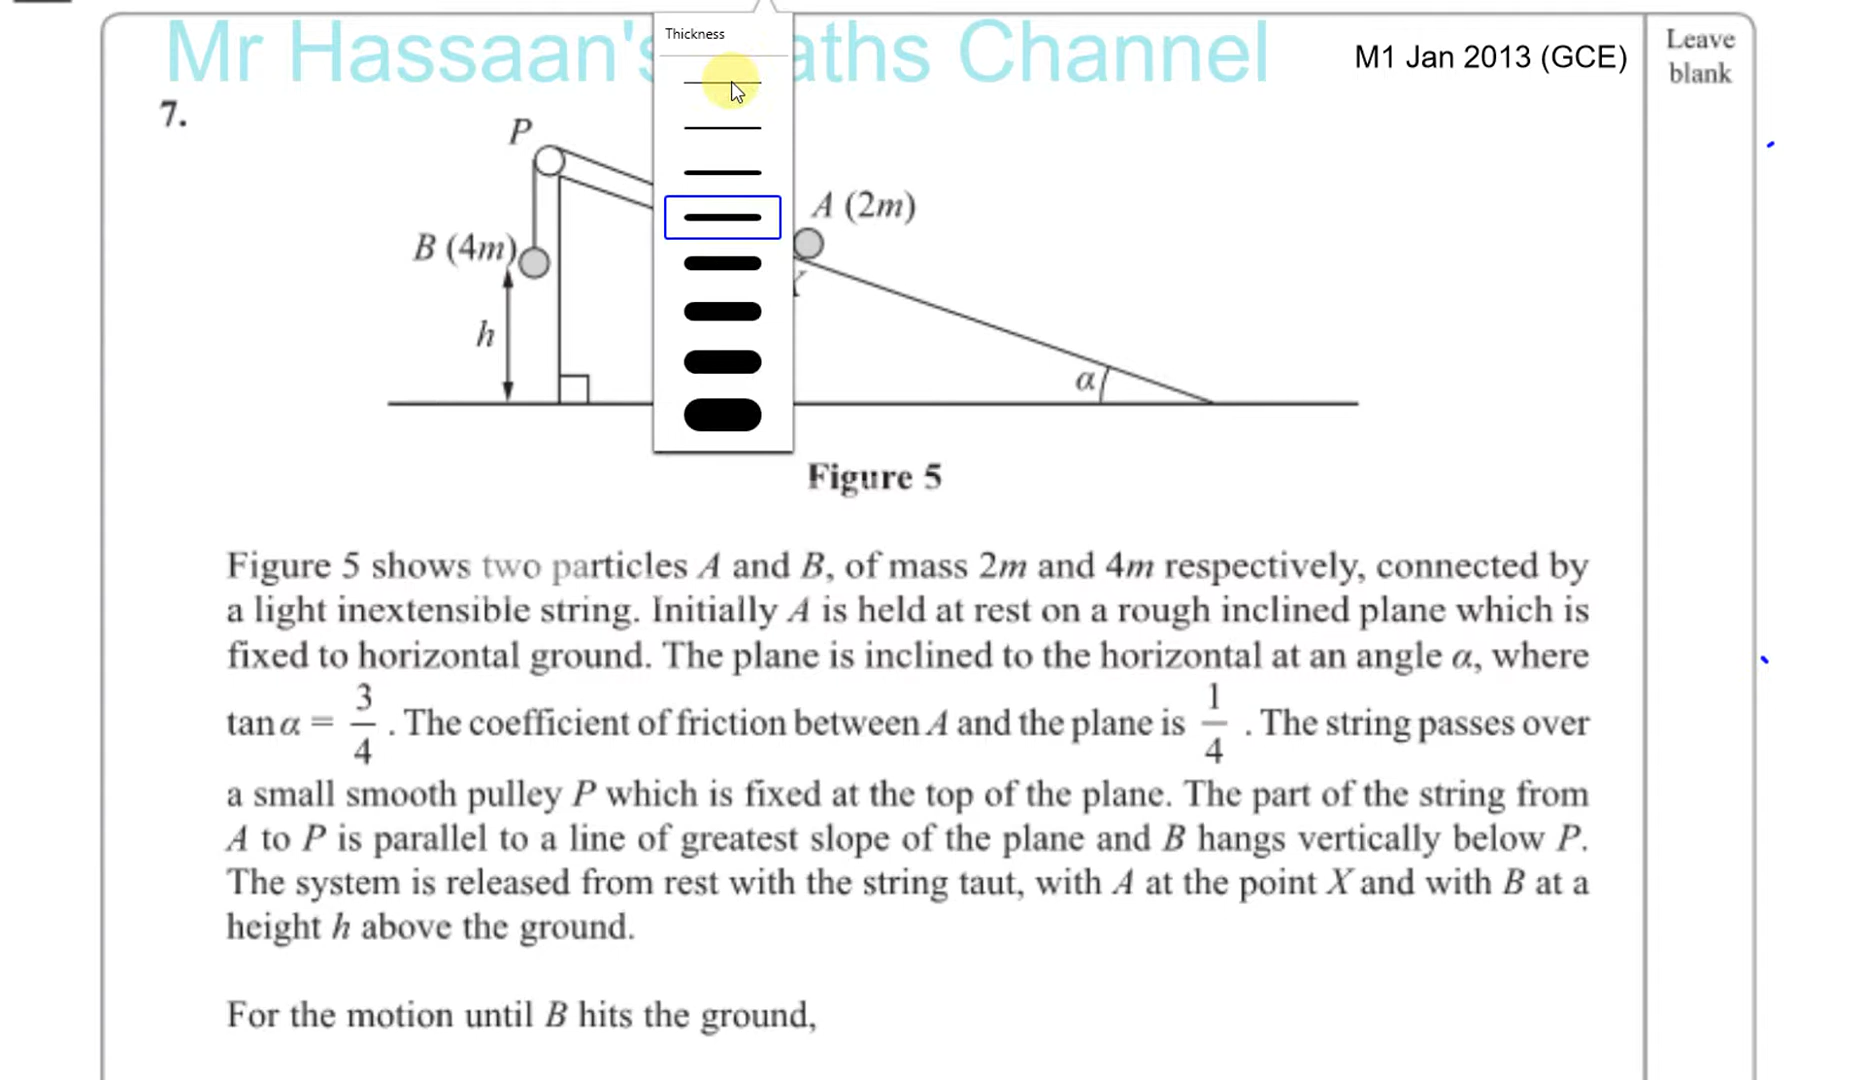 Thickness
Mr Hassaan's aths Channel
M1 Jan 2013 (GCE)
Leave
blank
7.
P
A (2m)
B (4m)
h
α
Figure 5
Figure 5 shows two particles A and B, of mass 2m and 4m respectively, connected by
a light inextensible string. Initially A is held at rest on a rough inclined plane which is
fixed to horizontal ground. The plane is inclined to the horizontal at an angle α, where
tan α = 3/4 . The coefficient of friction between A and the plane is 1/4 . The string passes over
a small smooth pulley P which is fixed at the top of the plane. The part of the string from
A to P is parallel to a line of greatest slope of the plane and B hangs vertically below P.
The system is released from rest with the string taut, with A at the point X and with B at a
height h above the ground.
For the motion until B hits the ground,